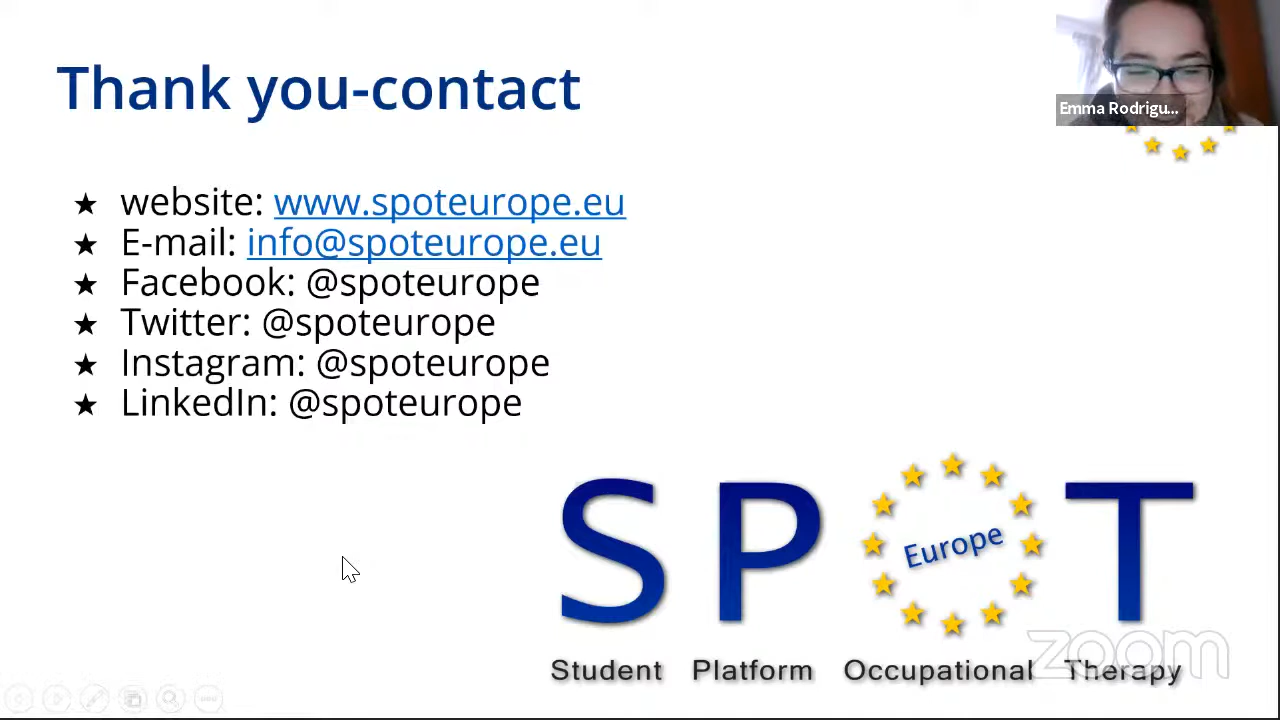 Thank you-contact
Emma Rodrigu...
★ website: www.spoteurope.eu
★ E-mail: info@spoteurope.eu
★ Facebook: @spoteurope
★ Twitter: @spoteurope
★ Instagram: @spoteurope
★ LinkedIn: @spoteurope
SP T
Europe
Student Platform Occupational Therapy
zoom